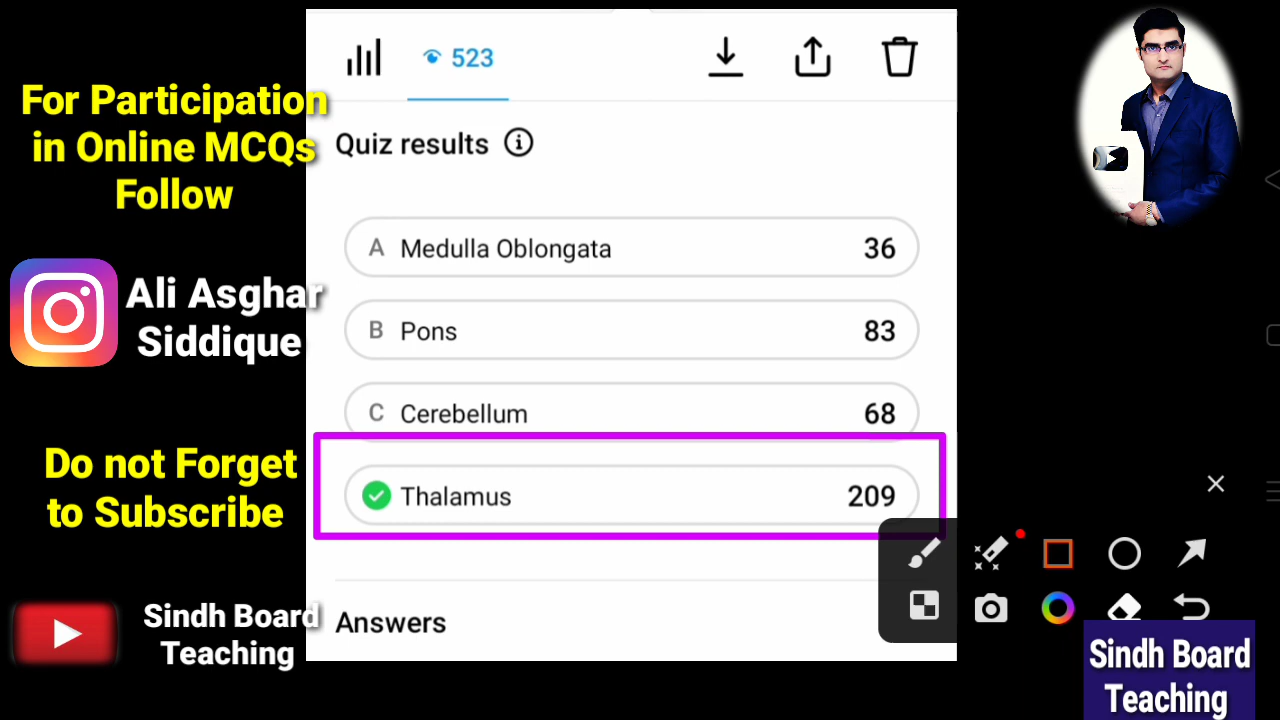 For Participation
in Online MCQs
Follow
Ali Asghar
Siddique
Do not Forget
to Subscribe
Sindh Board
Teaching
523
Quiz results
A Medulla Oblongata 36
B Pons 83
C Cerebellum 68
Thalamus 209
Answers
Sindh Board
Teaching